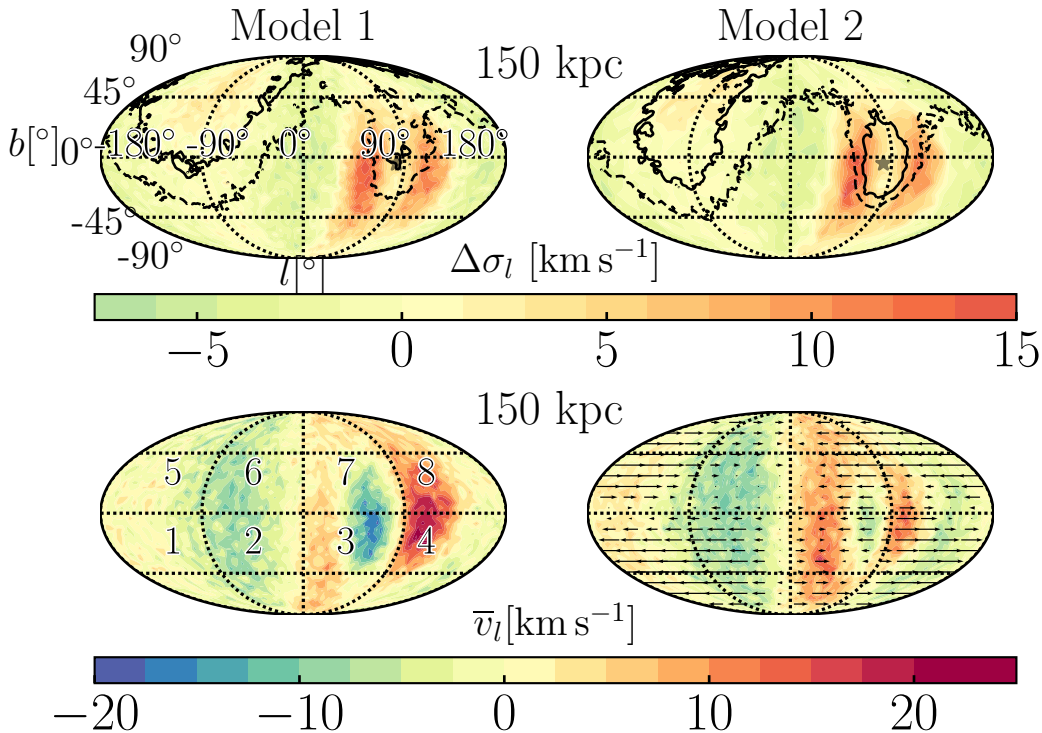 Model 1 Model 2
90° 150 kpc
45°
b[°] 0° -180° -90° 0° 90° 180°
-45°
-90°
l[°] Δσ_l [km s⁻¹]
−5 0 5 10 15
150 kpc
5 6 7 8
1 2 3 4
v̅_l[km s⁻¹]
−20 −10 0 10 20